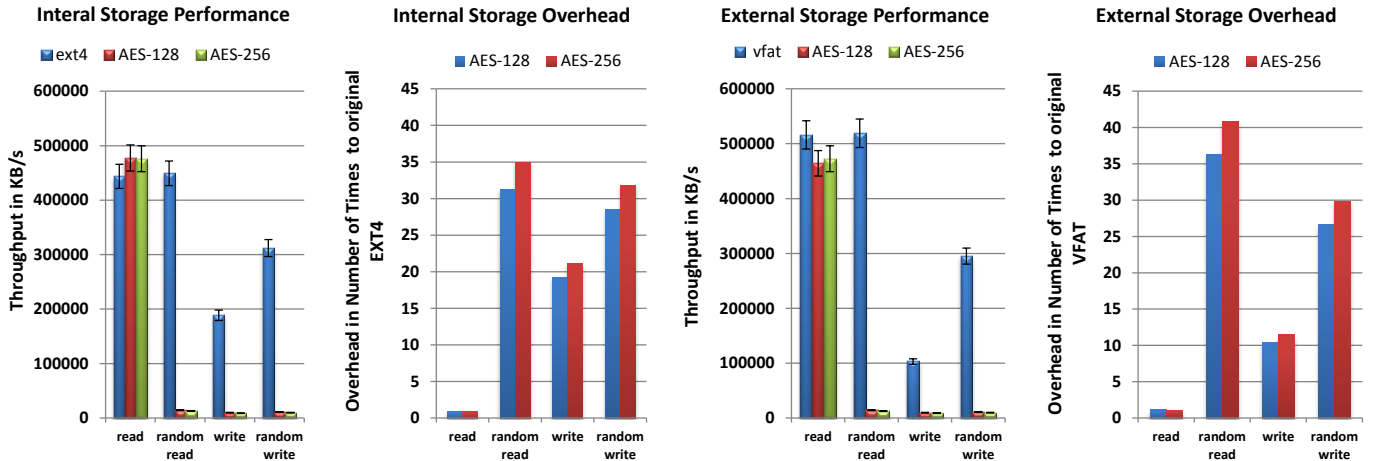 Interal Storage Performance
ext4 AES-128 AES-256
Throughput in KB/s
600000
500000
400000
300000
200000
100000
0
read random read write random write
Internal Storage Overhead
AES-128 AES-256
Overhead in Number of Times to original
EXT4
45
40
35
30
25
20
15
10
5
0
read random read write random write
External Storage Performance
vfat AES-128 AES-256
Throughput in KB/s
600000
500000
400000
300000
200000
100000
0
read random read write random write
External Storage Overhead
AES-128 AES-256
Overhead in Number of Times to original
VFAT
45
40
35
30
25
20
15
10
5
0
read random read write random write